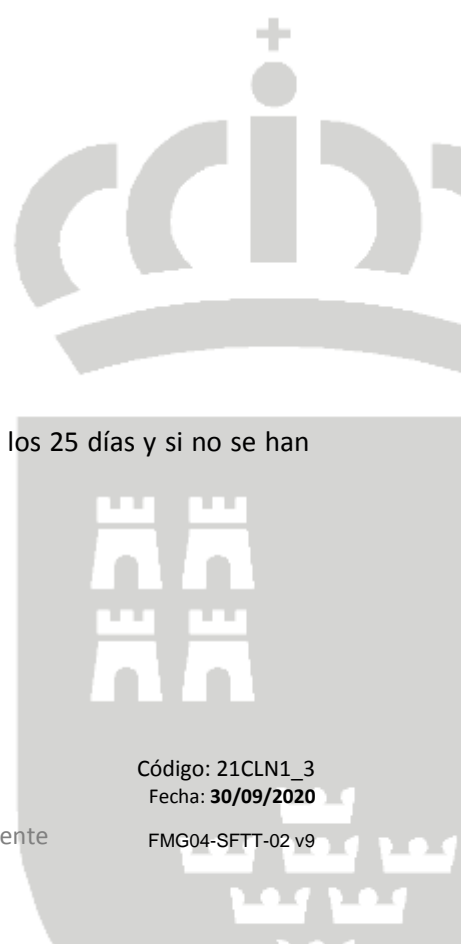 los 25 días y si no se han
Código: 21CLN1_3
Fecha: 30/09/2020
ente
FMG04-SFTT-02 v9